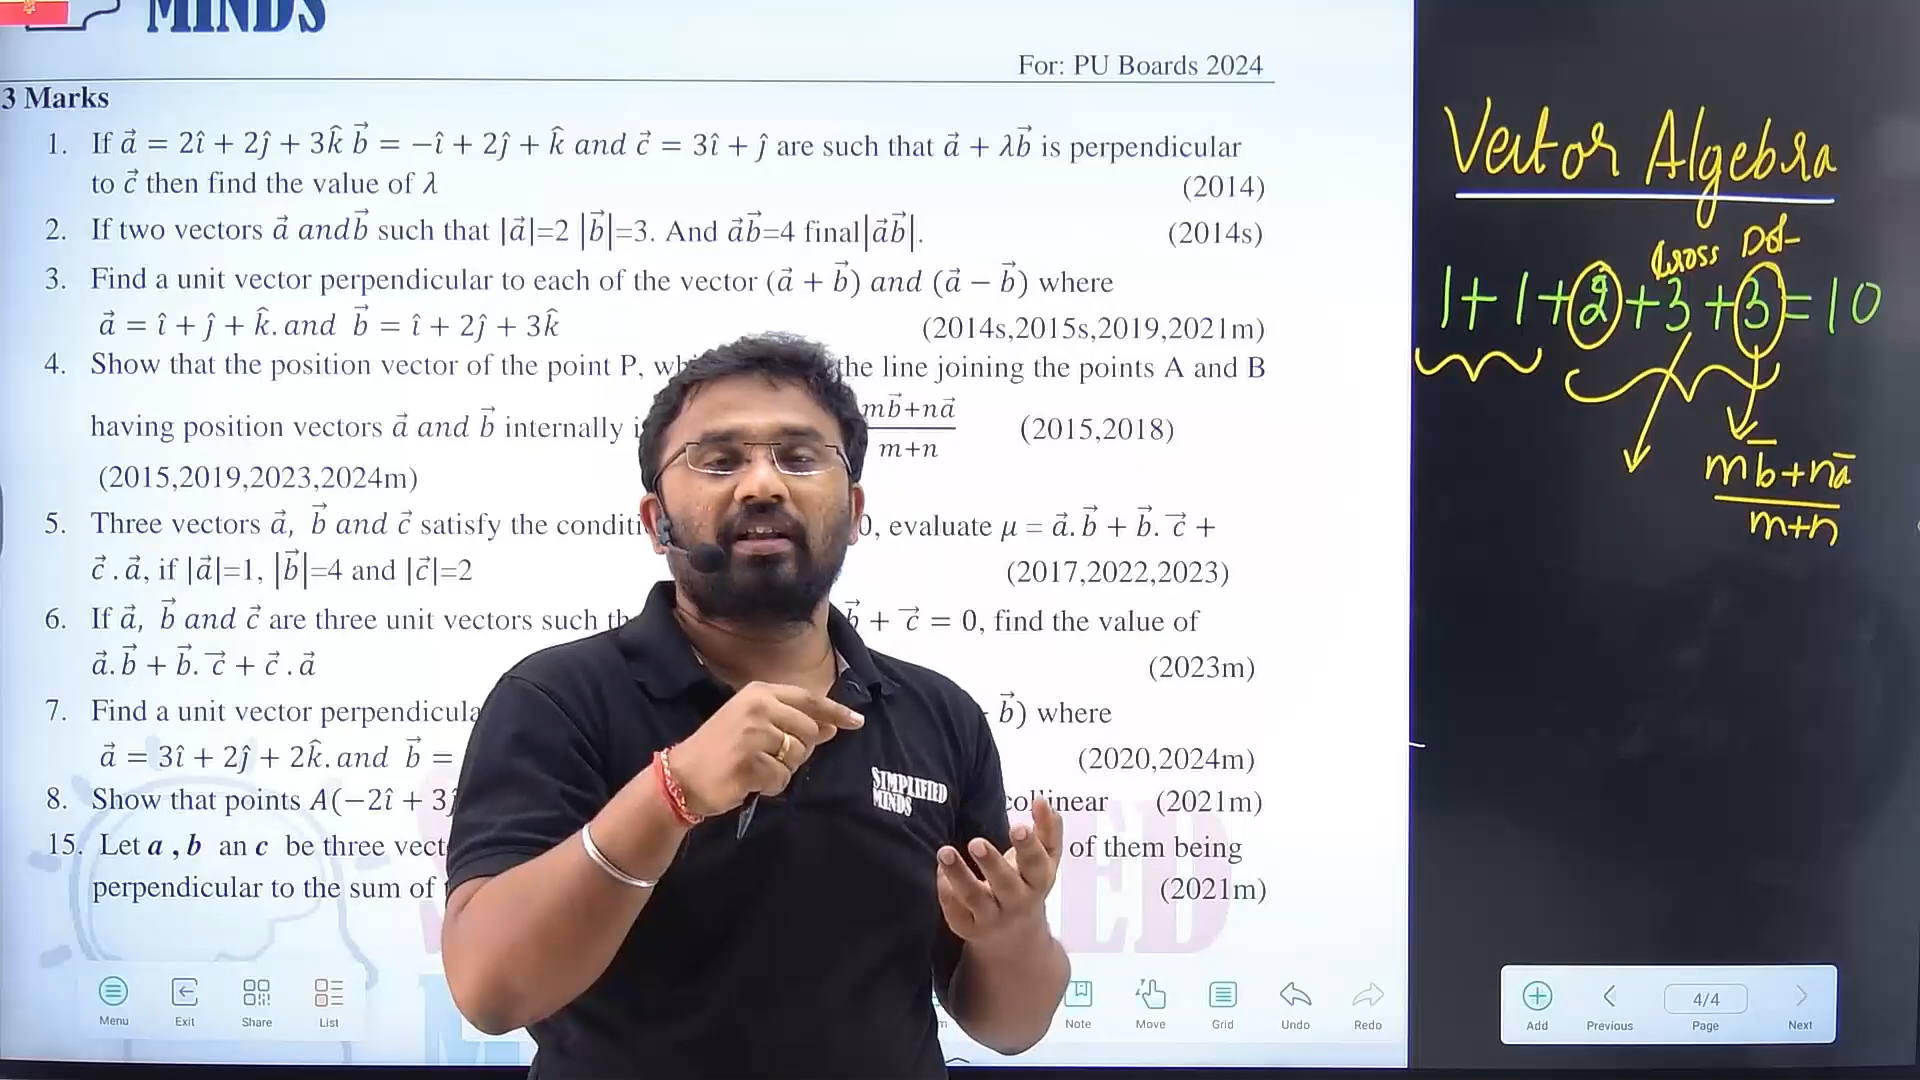 MINDS
For: PU Boards 2024
3 Marks
1. If a⃗ = 2î + 2ĵ + 3k̂ b⃗ = −î + 2ĵ + k̂ and c⃗ = 3î + ĵ are such that a⃗ + λb⃗ is perpendicular
to c⃗ then find the value of λ (2014)
2. If two vectors a⃗ andb⃗ such that |a⃗|=2 |b⃗|=3. And a⃗b⃗=4 final|a⃗b⃗|. (2014s)
3. Find a unit vector perpendicular to each of the vector (a⃗ + b⃗) and (a⃗ − b⃗) where
a⃗ = î + ĵ + k̂. and b⃗ = î + 2ĵ + 3k̂ (2014s,2015s,2019,2021m)
4. Show that the position vector of the point P, the line joining the points A and B
having position vectors a⃗ and b⃗ internally mb⃗+na⃗ / m+n (2015,2018)
(2015,2019,2023,2024m)
5. Three vectors a⃗, b⃗ and c⃗ satisfy the 0, evaluate μ = a⃗.b⃗ + b⃗.c⃗ +
c⃗.a⃗, if |a⃗|=1, |b⃗|=4 and |c⃗|=2 (2017,2022,2023)
6. If a⃗, b⃗ and c⃗ are three unit vectors such b⃗ + c⃗ = 0, find the value of
a⃗.b⃗ + b⃗.c⃗ + c⃗.a⃗ (2023m)
7. Find a unit vector b⃗) where
a⃗ = 3î + 2ĵ + 2k̂. and b⃗ = (2020,2024m)
8. Show that points A(−2î + 3ĵ collinear (2021m)
15. Let a , b an c be three of them being
perpendicular to the sum of (2021m)
SIMPLIFIED
MINDS
Menu Exit Share List Note Move Grid Undo Redo
Vector Algebra
Cross Dot
1+1+2+3+3=10
mb̄+nā
m+n
4/4
Add Previous Page Next